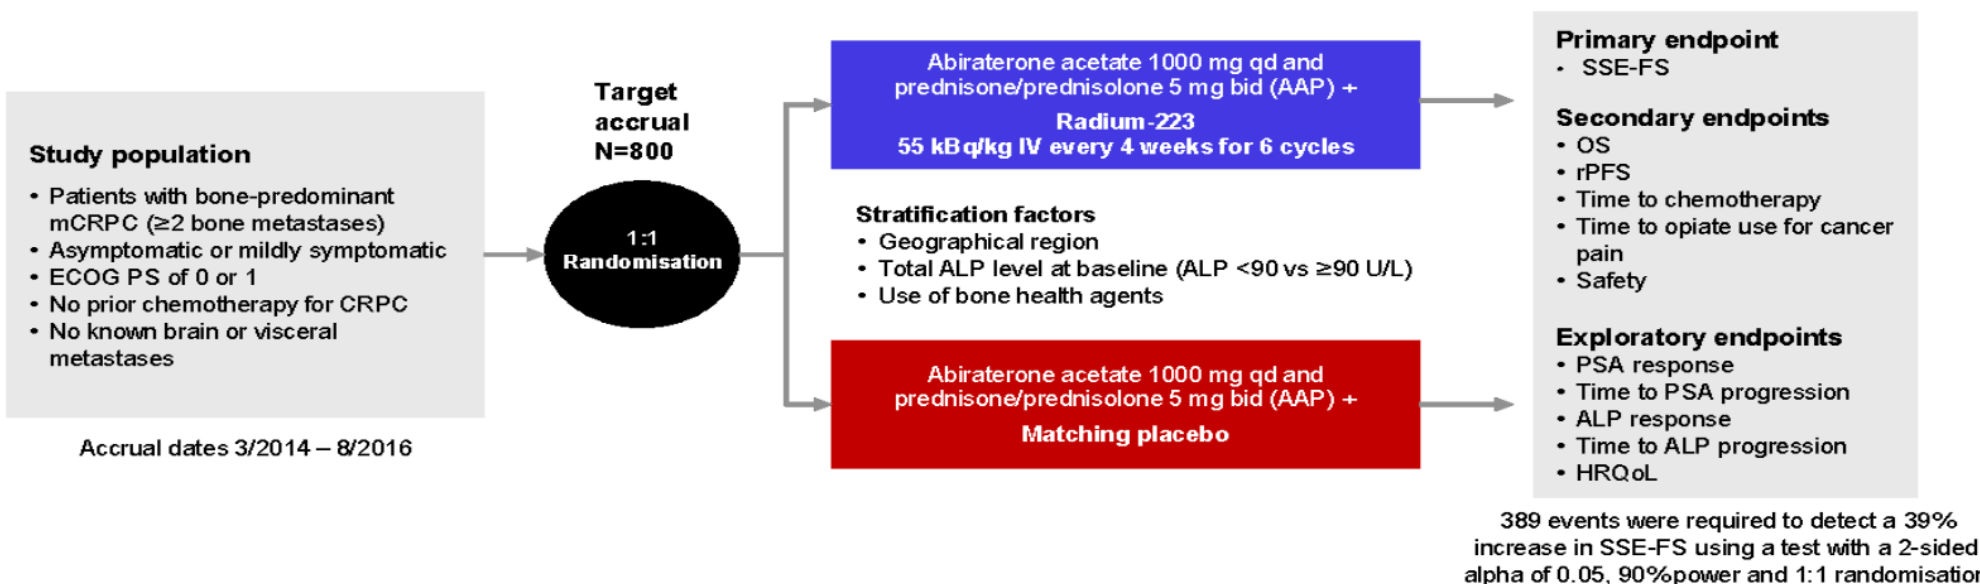 Study population
• Patients with bone-predominant
mCRPC (≥2 bone metastases)
• Asymptomatic or mildly symptomatic
• ECOG PS of 0 or 1
• No prior chemotherapy for CRPC
• No known brain or visceral
metastases
Accrual dates 3/2014 – 8/2016
Target
accrual
N=800
1:1
Randomisation
Abiraterone acetate 1000 mg qd and
prednisone/prednisolone 5 mg bid (AAP) +
Radium-223
55 kBq/kg IV every 4 weeks for 6 cycles
Stratification factors
• Geographical region
• Total ALP level at baseline (ALP <90 vs ≥90 U/L)
• Use of bone health agents
Abiraterone acetate 1000 mg qd and
prednisone/prednisolone 5 mg bid (AAP) +
Matching placebo
Primary endpoint
• SSE-FS
Secondary endpoints
• OS
• rPFS
• Time to chemotherapy
• Time to opiate use for cancer
pain
• Safety
Exploratory endpoints
• PSA response
• Time to PSA progression
• ALP response
• Time to ALP progression
• HRQoL
389 events were required to detect a 39%
increase in SSE-FS using a test with a 2-sided
alpha of 0.05, 90%power and 1:1 randomisation